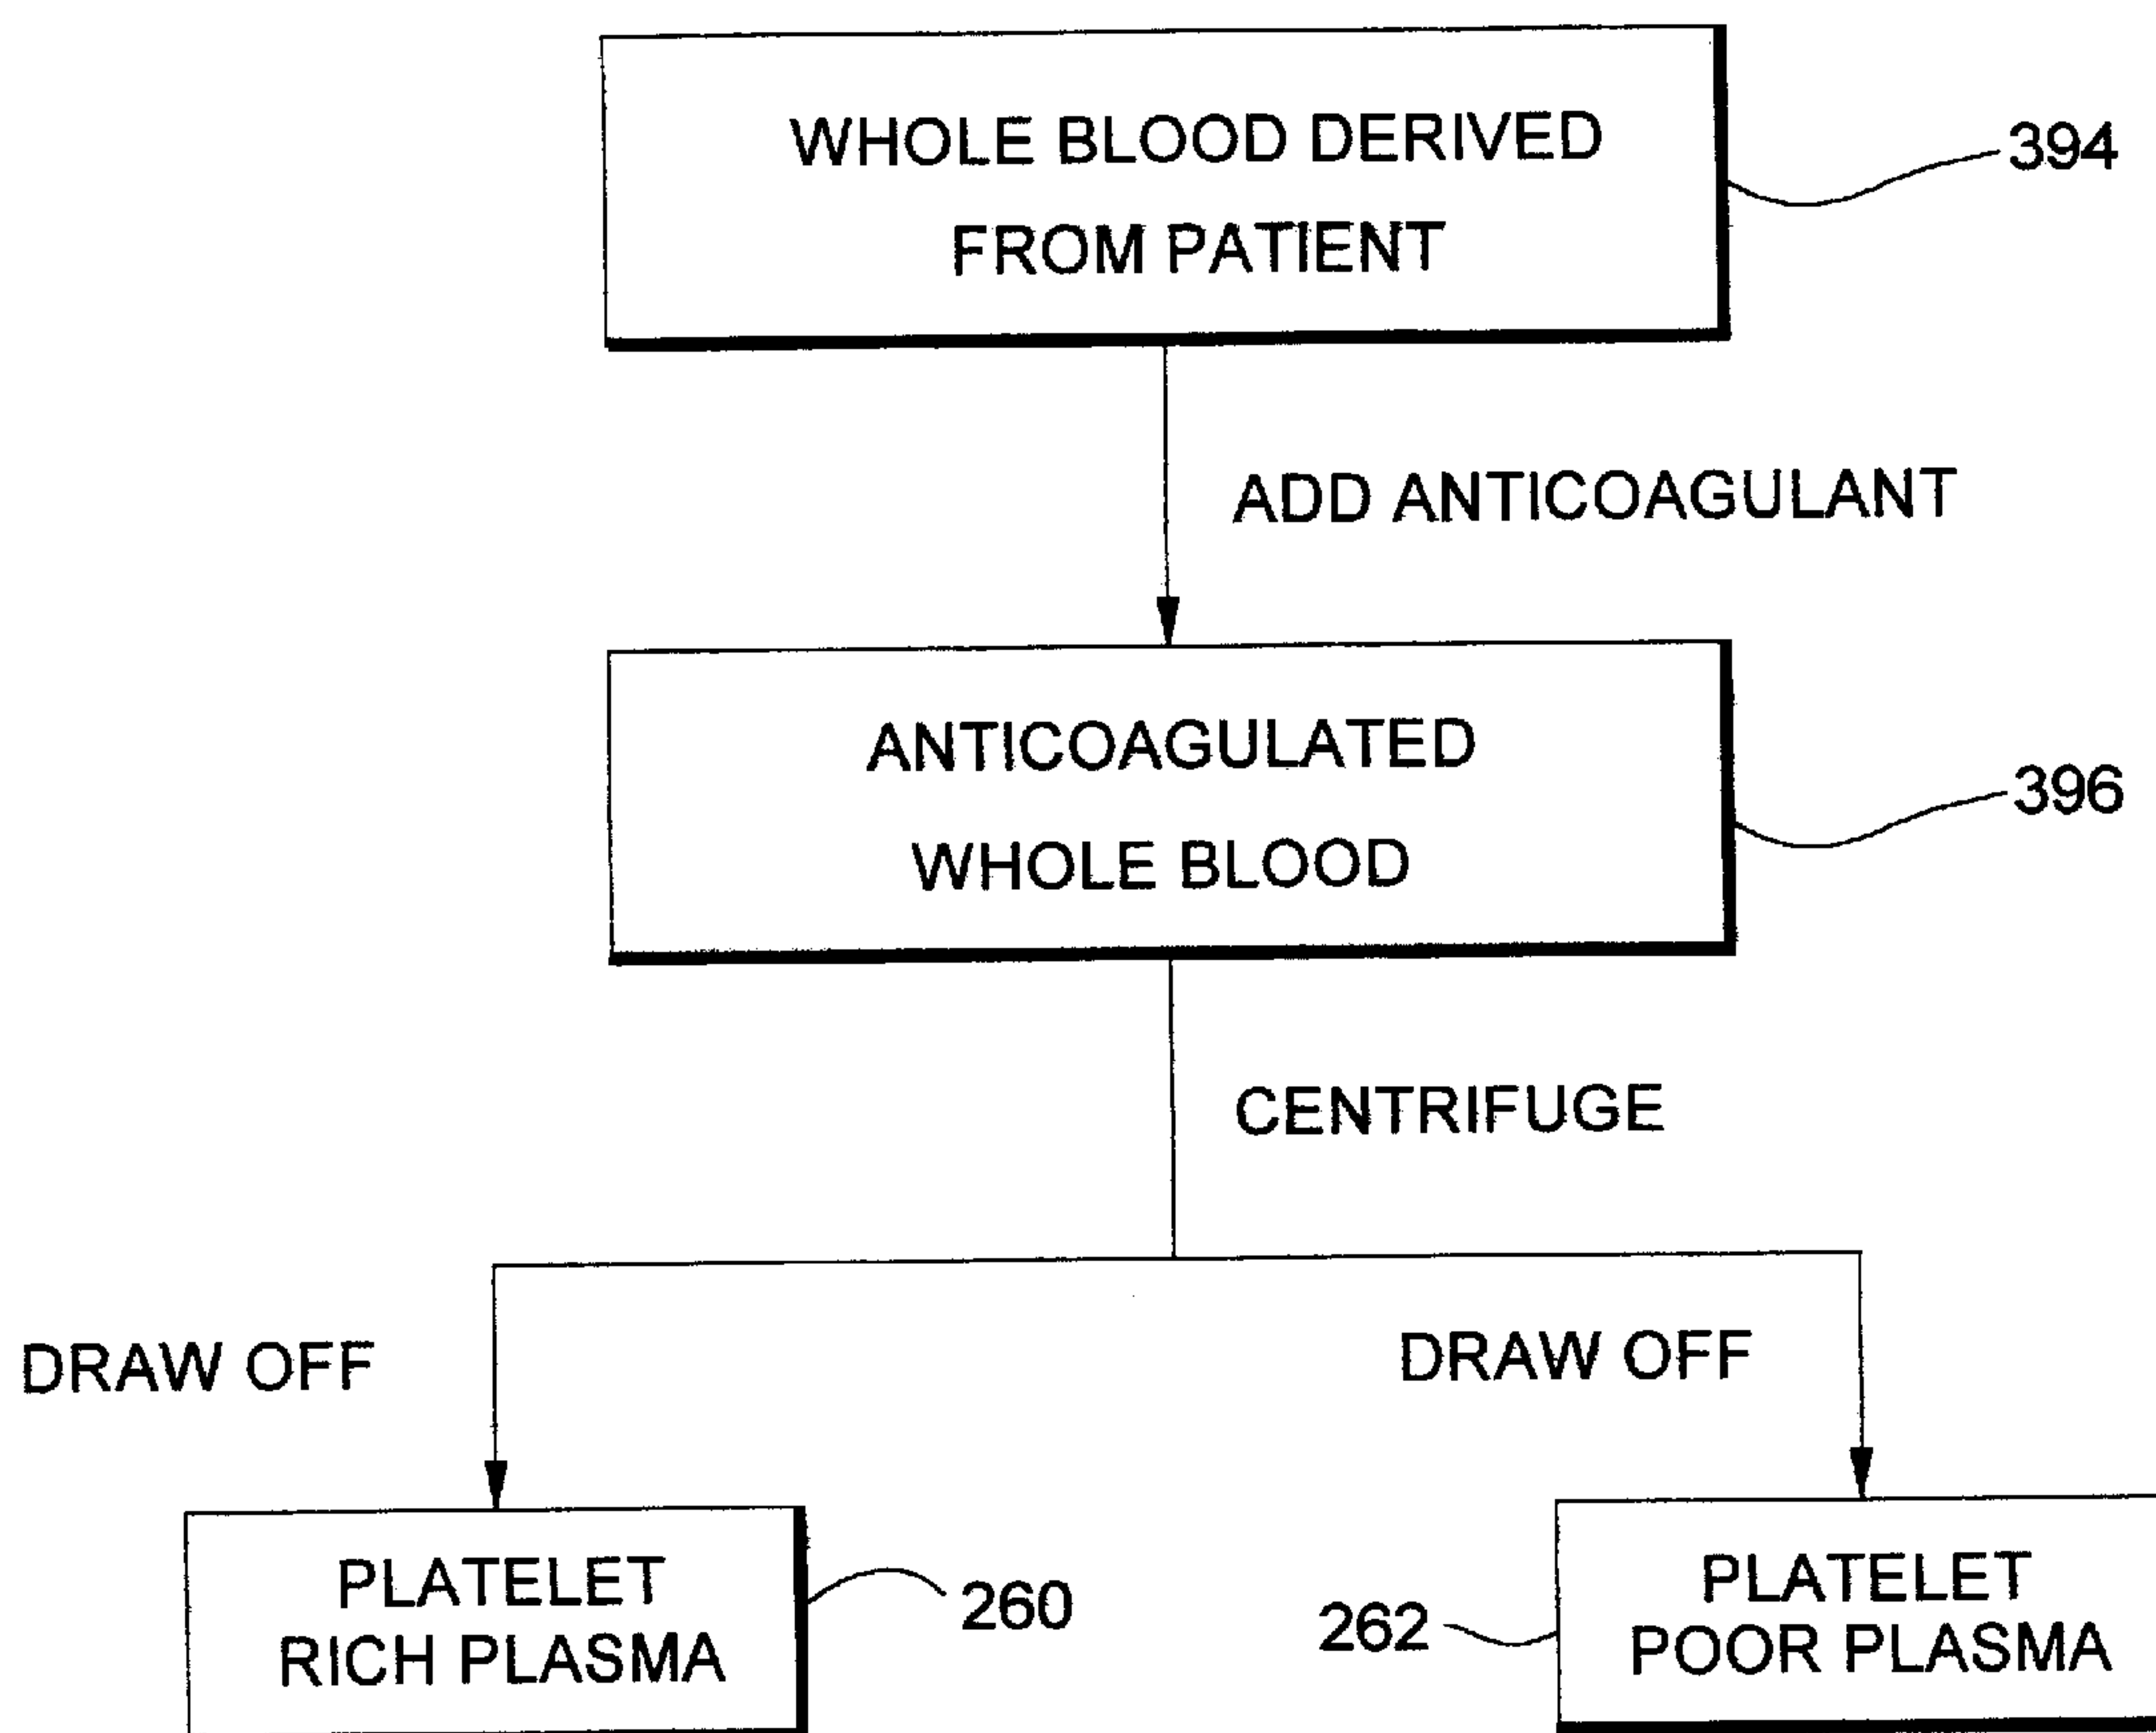 WHOLE BLOOD DERIVED
FROM PATIENT
394
ADD ANTICOAGULANT
ANTICOAGULATED
WHOLE BLOOD
396
CENTRIFUGE
DRAW OFF
DRAW OFF
PLATELET
RICH PLASMA
260
262
PLATELET
POOR PLASMA